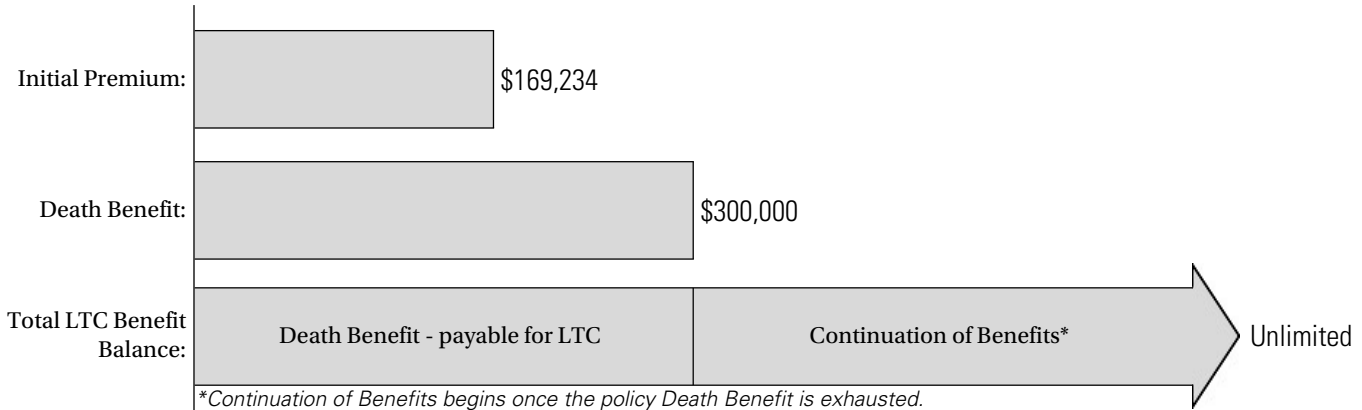 Initial Premium:
$169,234
Death Benefit:
$300,000
Total LTC Benefit
Balance:
Death Benefit - payable for LTC
Continuation of Benefits*
Unlimited
*Continuation of Benefits begins once the policy Death Benefit is exhausted.